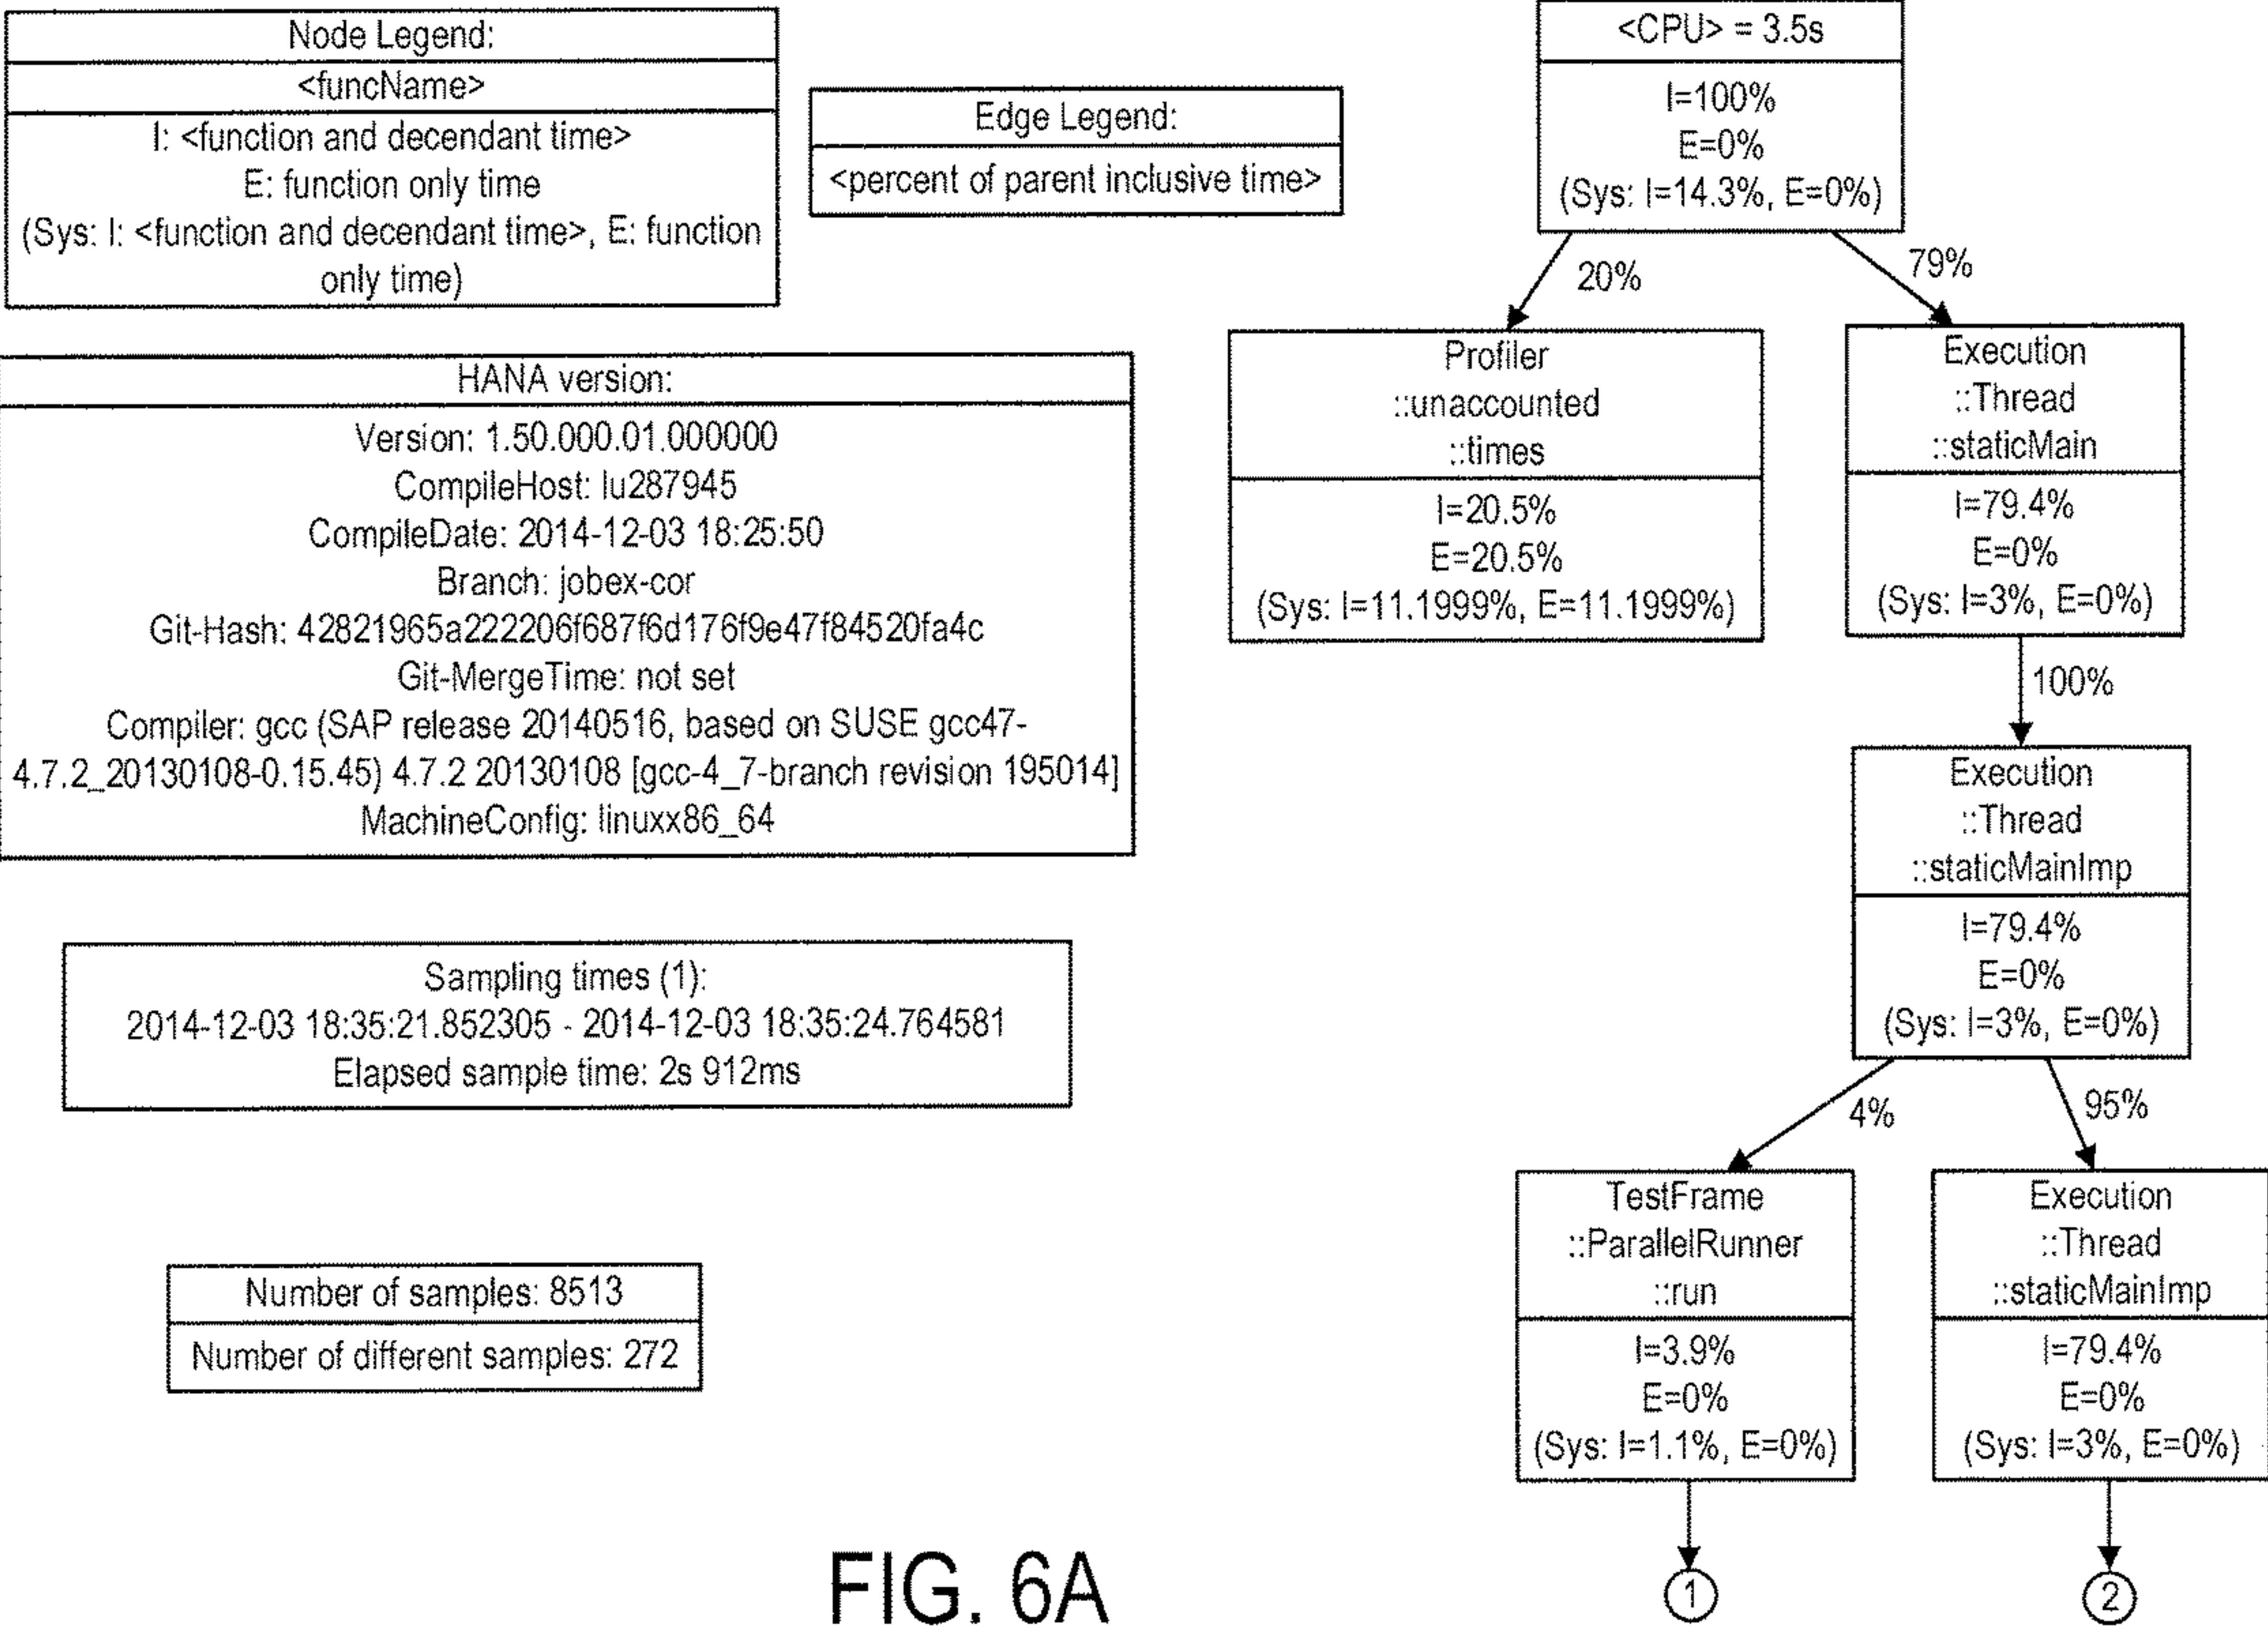 Node Legend:
<funcName>
I: <function and decendant time>
E: function only time
(Sys: I: <function and decendant time>, E: function
only time)
Edge Legend:
<percent of parent inclusive time>
HANA version:
Version: 1.50.000.01.000000
CompileHost: lu287945
CompileDate: 2014-12-03 18:25:50
Branch: jobex-cor
Git-Hash: 42821965a222206f687f6d176f9e47f84520fa4c
Git-MergeTime: not set
Compiler: gcc (SAP release 20140516, based on SUSE gcc47-
4.7.2_20130108-0.15.45) 4.7.2 20130108 [gcc-4_7-branch revision 195014]
MachineConfig: linuxx86_64
Sampling times (1):
2014-12-03 18:35:21.852305 - 2014-12-03 18:35:24.764581
Elapsed sample time: 2s 912ms
Number of samples: 8513
Number of different samples: 272
<CPU> = 3.5s
I=100%
E=0%
(Sys: I=14.3%, E=0%)
20%
79%
Profiler
::unaccounted
::times
I=20.5%
E=20.5%
(Sys: I=11.1999%, E=11.1999%)
Execution
::Thread
::staticMain
I=79.4%
E=0%
(Sys: I=3%, E=0%)
100%
Execution
::Thread
::staticMainImp
I=79.4%
E=0%
(Sys: I=3%, E=0%)
4%
95%
TestFrame
::ParallelRunner
::run
I=3.9%
E=0%
(Sys: I=1.1%, E=0%)
1
Execution
::Thread
::staticMainImp
I=79.4%
E=0%
(Sys: I=3%, E=0%)
2
FIG. 6A